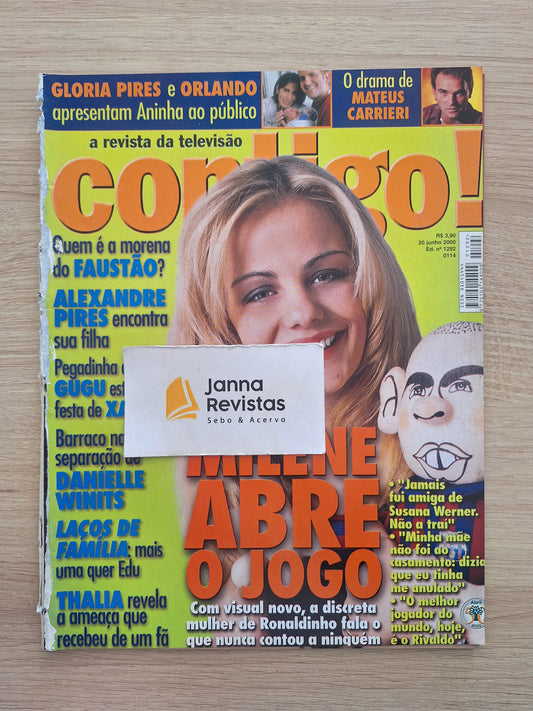 GLORIA PIRES e ORLANDO
apresentam Aninha ao público
O drama de
MATEUS
CARRIERI
a revista da televisão
contigo!
R$ 3,90
20 junho 2000
Ed. nº 1292
0114
Quem é a morena
do FAUSTÃO?
ALEXANDRE
PIRES encontra
sua filha
Pegadinha
GUGU
festa de
Barraco
separação
DANIELLE
WINITS
LAÇOS DE
FAMÍLIA: mais
uma quer Edu
THALIA revela
a ameaça que
recebeu de um fã
Janna
Revistas
Sebo & Acervo
MILENE
ABRE
O JOGO
Com visual novo, a discreta
mulher de Ronaldinho fala o
que nunca contou a ninguém
• "Jamais
fui amiga de
Susana Werner.
Não a traí"
• "Minha mãe
não foi ao
casamento: dizia
que eu tinha
me anulado"
• "O melhor
jogador do
mundo, hoje,
é o Rivaldo"
Abril